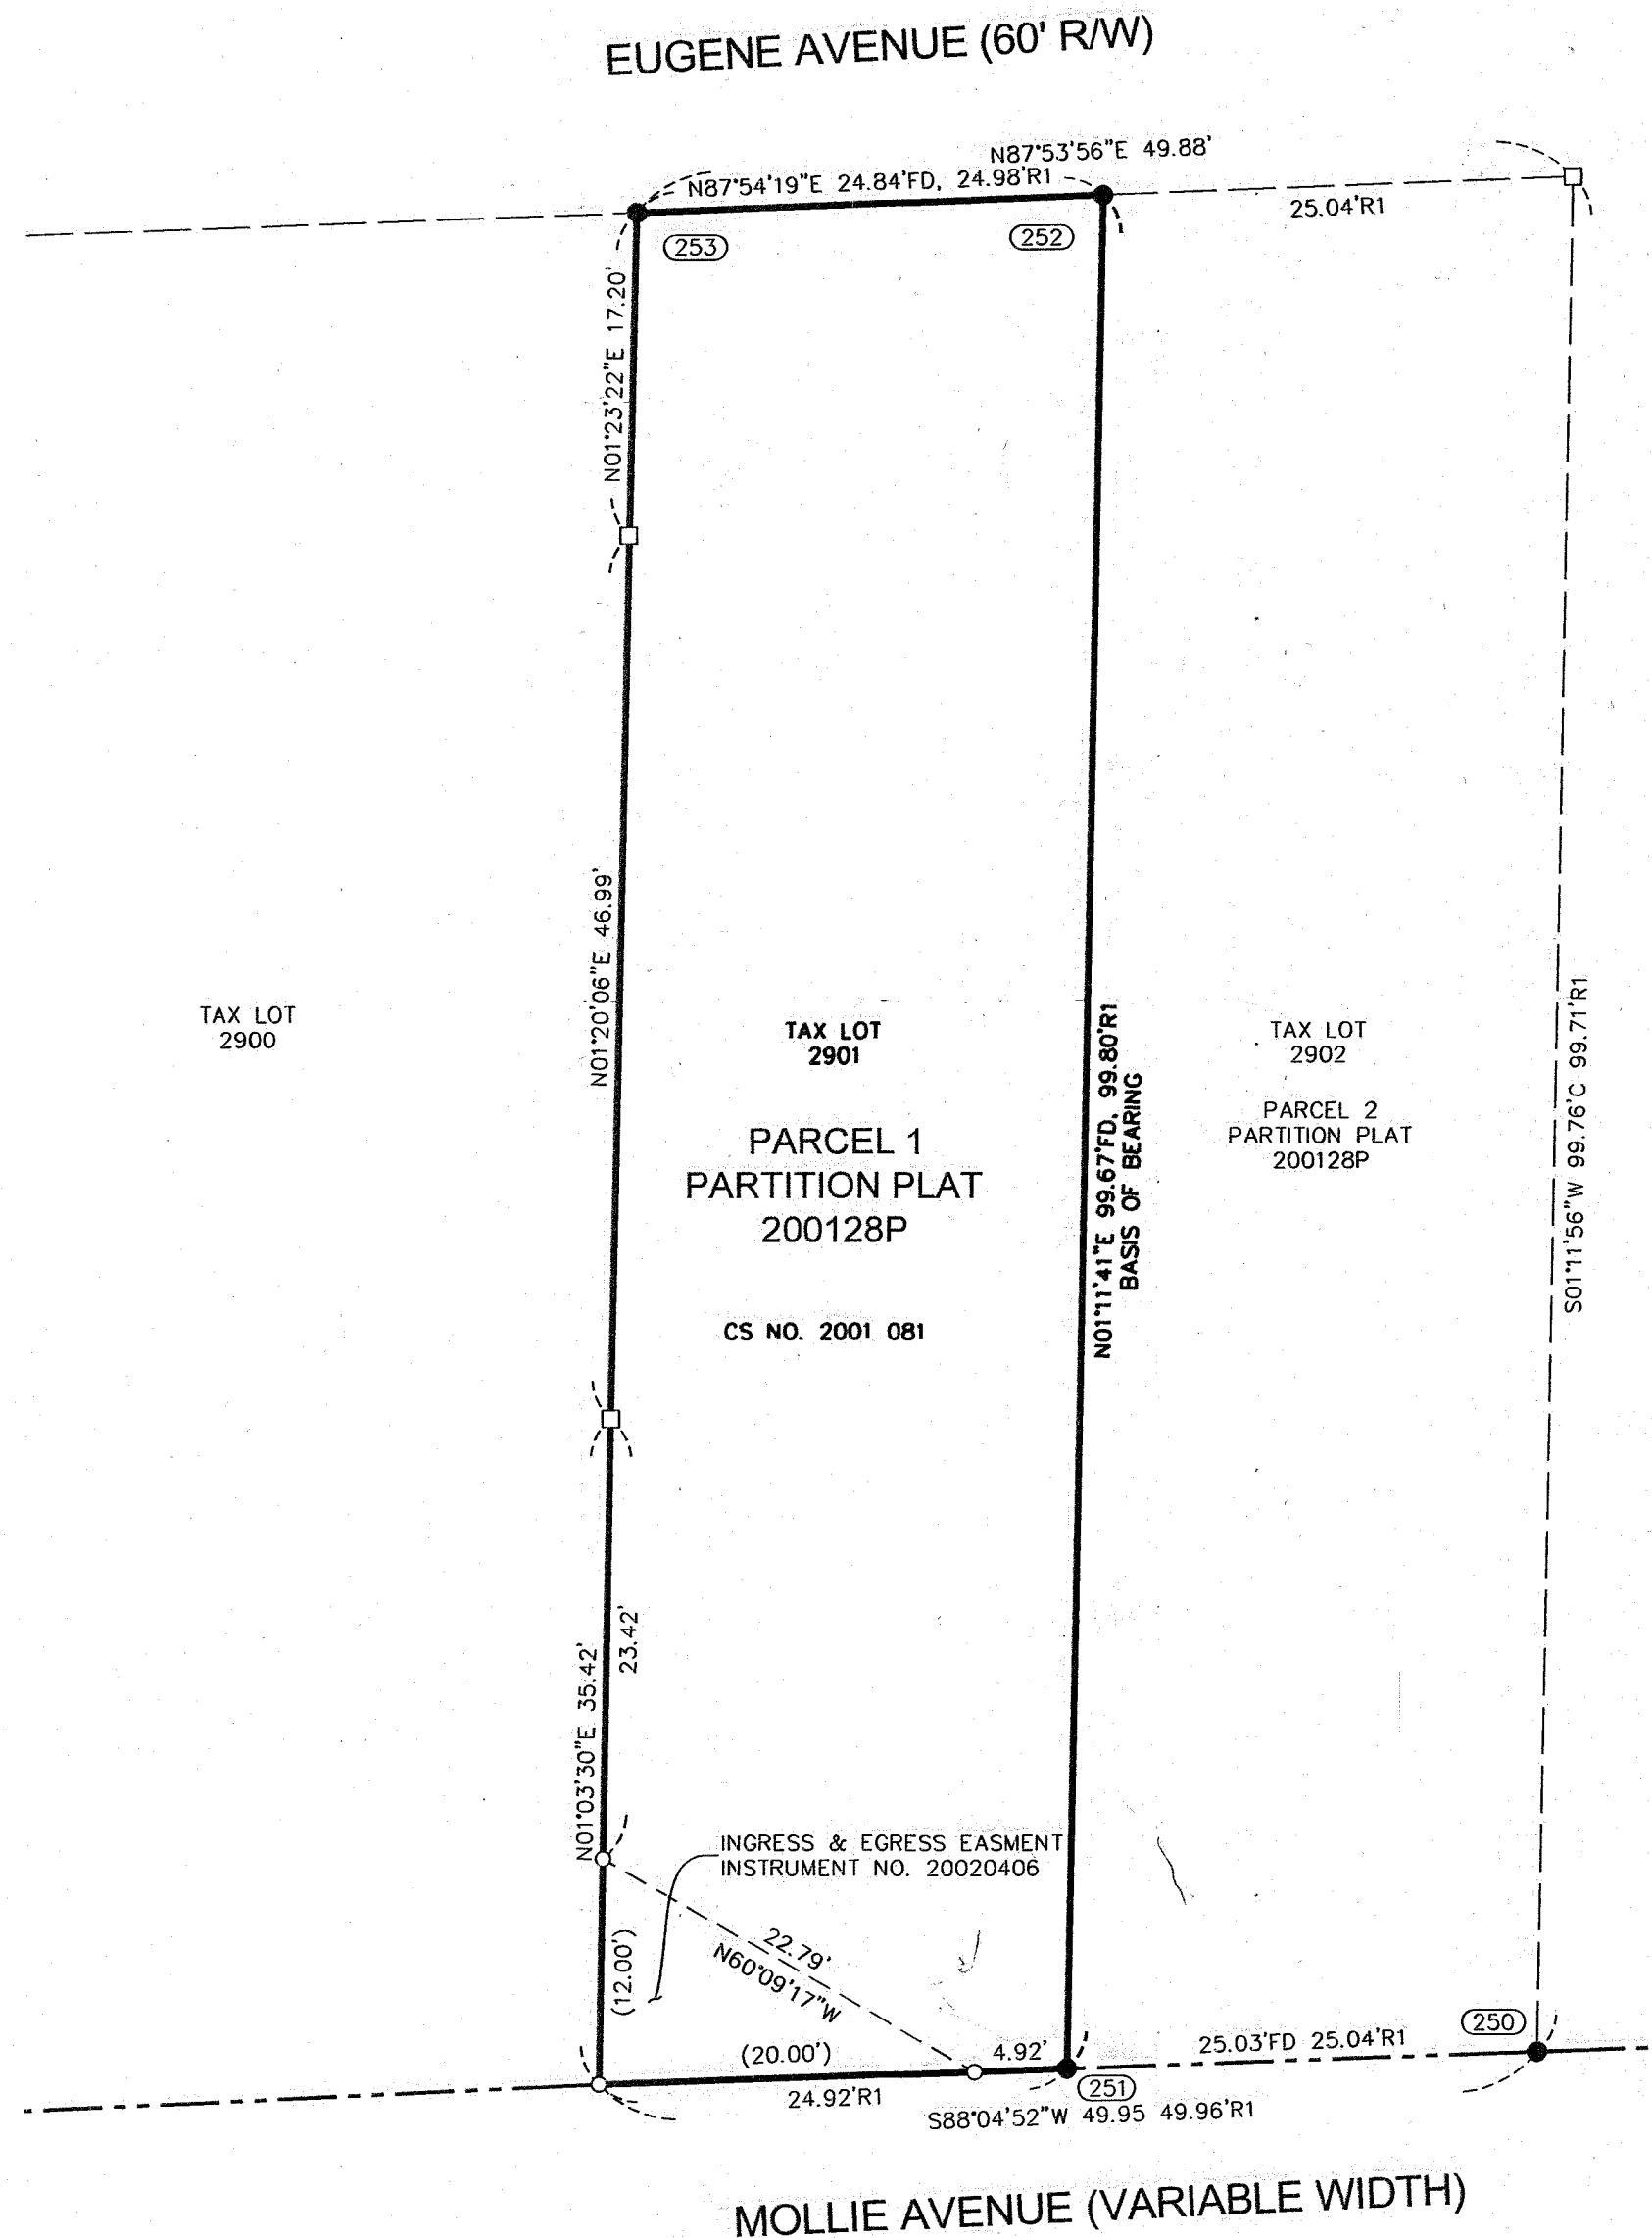 EUGENE AVENUE (60' R/W)
N87°53'56"E 49.88'
N87°54'19"E 24.84'FD, 24.98'R1
25.04'R1
253
252
N01°23'22"E 17.20'
N01°20'06"E 46.99'
TAX LOT
2900
TAX LOT
2901
PARCEL 1
PARTITION PLAT
200128P
CS NO. 2001 081
N01°11'41"E 99.67'FD, 99.80'R1
BASIS OF BEARING
TAX LOT
2902
PARCEL 2
PARTITION PLAT
200128P
S01°11'56"W 99.76'C 99.71'R1
N01°03'30"E 35.42'
23.42'
INGRESS & EGRESS EASMENT
INSTRUMENT NO. 20020406
(12.00')
22.79'
N60°09'17"W
(20.00')
4.92'
25.03'FD 25.04'R1
250
251
24.92'R1
S88°04'52"W 49.95 49.96'R1
MOLLIE AVENUE (VARIABLE WIDTH)